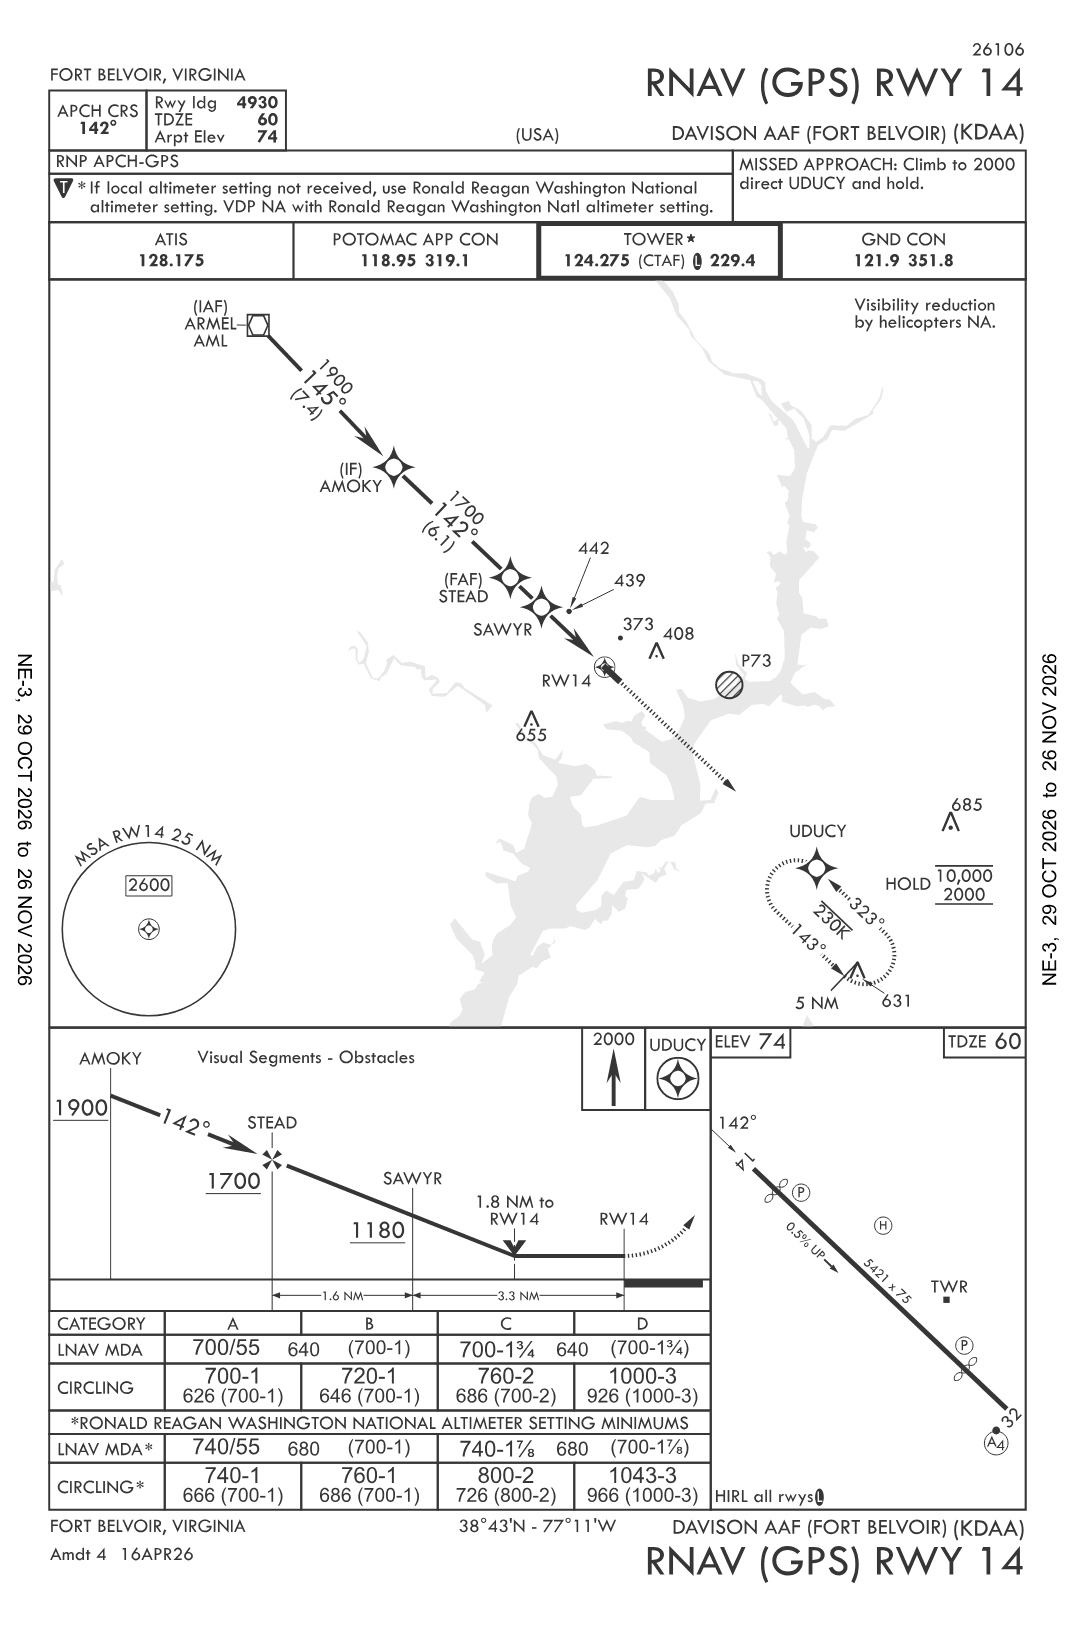 26106
FORT BELVOIR, VIRGINIA
RNAV (GPS) RWY 14
APCH CRS
142°
Rwy ldg 4930
TDZE 60
Arpt Elev 74
(USA)
DAVISON AAF (FORT BELVOIR) (KDAA)
RNP APCH-GPS
T * If local altimeter setting not received, use Ronald Reagan Washington National
altimeter setting. VDP NA with Ronald Reagan Washington Natl altimeter setting.
MISSED APPROACH: Climb to 2000
direct UDUCY and hold.
ATIS
128.175
POTOMAC APP CON
118.95 319.1
TOWER*
124.275 (CTAF) L 229.4
GND CON
121.9 351.8
Visibility reduction
by helicopters NA.
(IAF)
ARMEL
AML
1900
145°
(7.4)
(IF)
AMOKY
1700
142°
(6.1)
(FAF)
STEAD
SAWYR
442
439
373
408
RW14
P73
655
685
UDUCY
HOLD
10,000
2000
323°
230K
143°
5 NM
631
MSA RW14 25 NM
2600
NE-3, 29 OCT 2026 to 26 NOV 2026
NE-3, 29 OCT 2026 to 26 NOV 2026
AMOKY
Visual Segments - Obstacles
2000
UDUCY
1900
142°
STEAD
1700
SAWYR
1180
1.8 NM to
RW14
RW14
1.6 NM
3.3 NM
ELEV 74
TDZE 60
142°
14
P
H
0.5% UP
5421 x 75
TWR
P
32
A4
HIRL all rwys L
CATEGORY A B C D
LNAV MDA 700/55 640 (700-1) 700-1¾ 640 (700-1¾)
CIRCLING
700-1
626 (700-1)
720-1
646 (700-1)
760-2
686 (700-2)
1000-3
926 (1000-3)
*RONALD REAGAN WASHINGTON NATIONAL ALTIMETER SETTING MINIMUMS
LNAV MDA* 740/55 680 (700-1) 740-1⅞ 680 (700-1⅞)
CIRCLING*
740-1
666 (700-1)
760-1
686 (700-1)
800-2
726 (800-2)
1043-3
966 (1000-3)
FORT BELVOIR, VIRGINIA
38°43'N - 77°11'W
DAVISON AAF (FORT BELVOIR) (KDAA)
Amdt 4 16APR26
RNAV (GPS) RWY 14